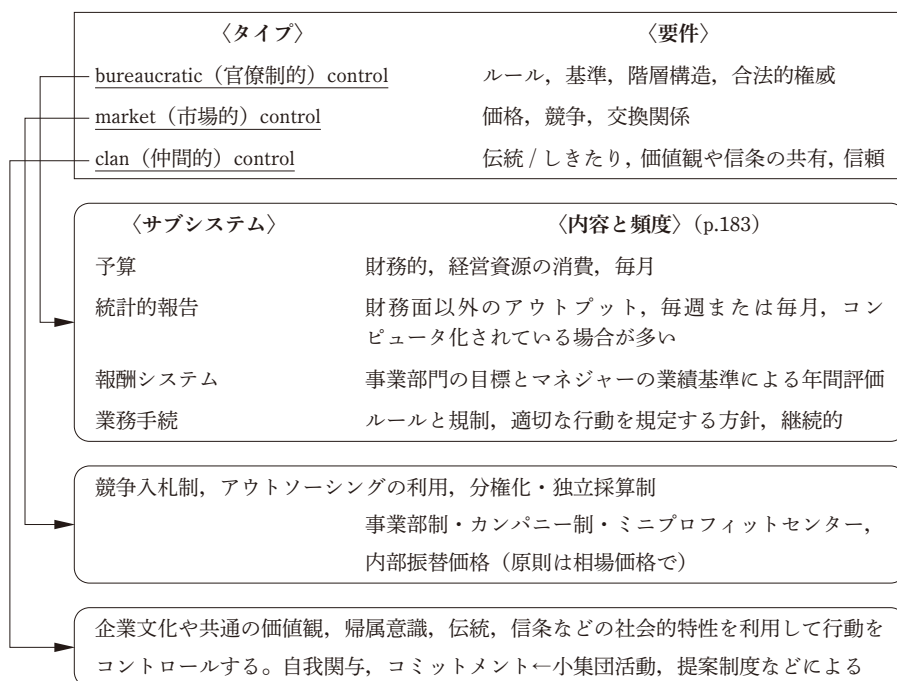 〈タイプ〉 〈要件〉
bureaucratic（官僚制的）control ルール，基準，階層構造，合法的権威
market（市場的）control 価格，競争，交換関係
clan（仲間的）control 伝統 / しきたり，価値観や信条の共有，信頼
〈サブシステム〉 〈内容と頻度〉(p.183)
予算 財務的，経営資源の消費，毎月
統計的報告 財務面以外のアウトプット，毎週または毎月，コン
ピュータ化されている場合が多い
報酬システム 事業部門の目標とマネジャーの業績基準による年間評価
業務手続 ルールと規制，適切な行動を規定する方針，継続的
競争入札制，アウトソーシングの利用，分権化・独立採算制
事業部制・カンパニー制・ミニプロフィットセンター，
内部振替価格（原則は相場価格で）
企業文化や共通の価値観，帰属意識，伝統，信条などの社会的特性を利用して行動を
コントロールする。自我関与，コミットメント←小集団活動，提案制度などによる